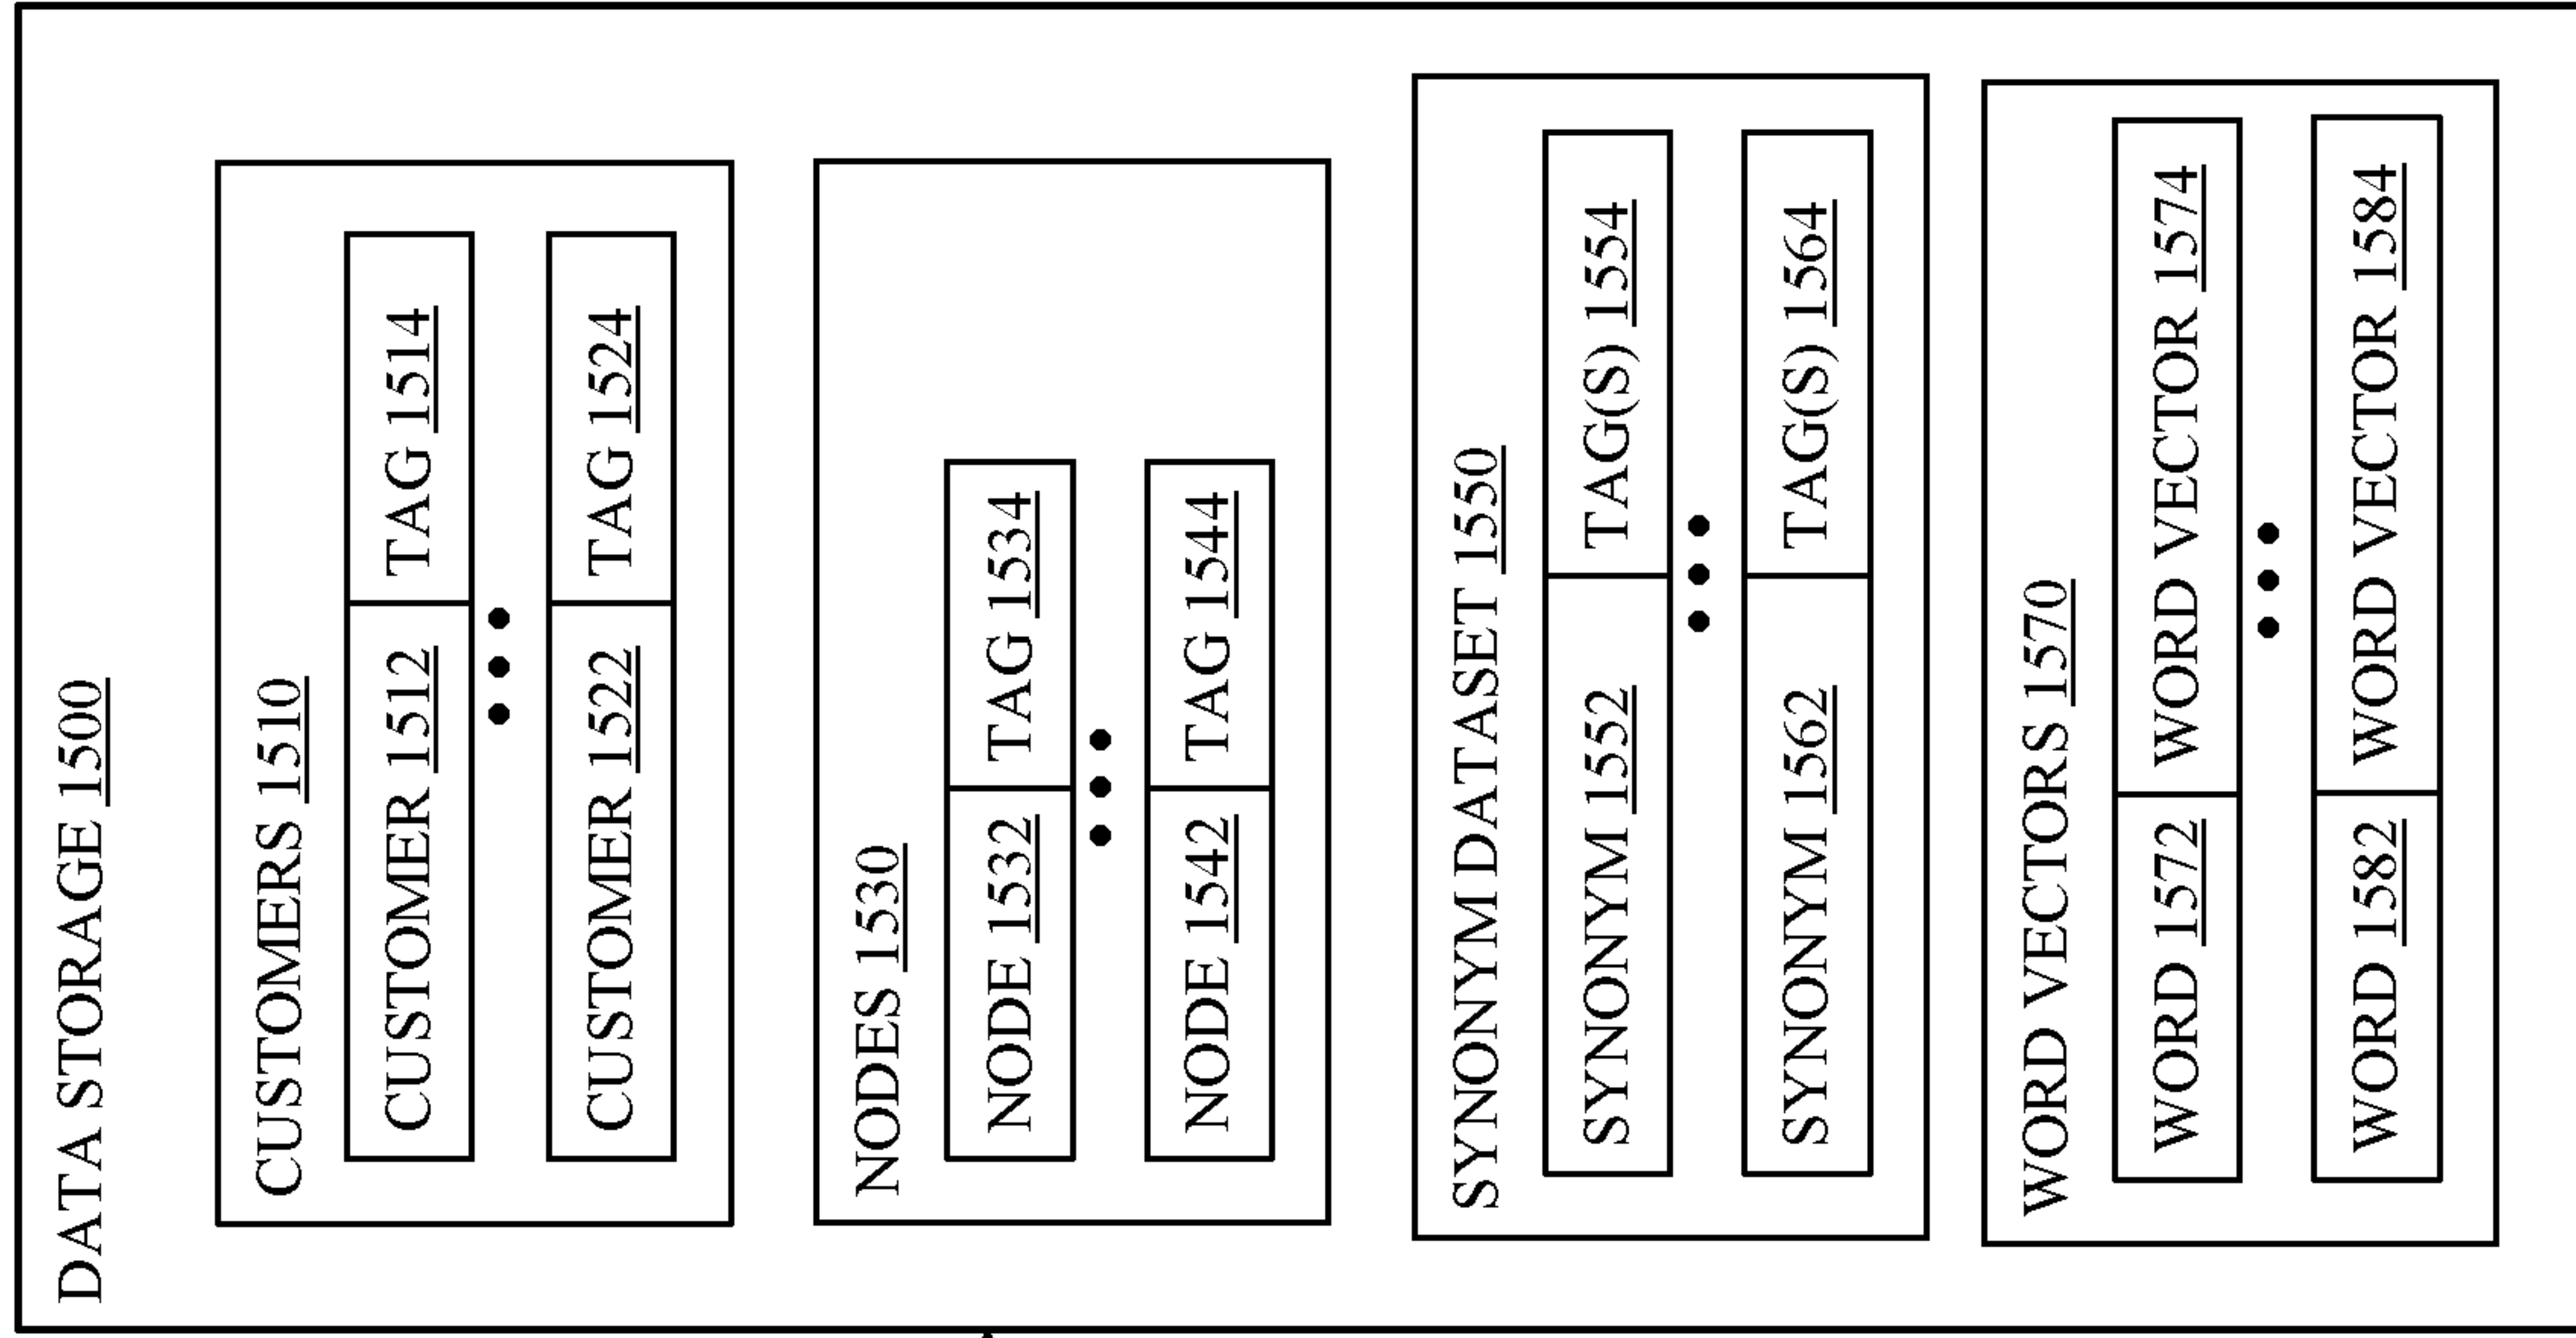 DATA STORAGE 1500
CUSTOMERS 1510
CUSTOMER 1512 TAG 1514
CUSTOMER 1522 TAG 1524
NODES 1530
NODE 1532 TAG 1534
NODE 1542 TAG 1544
SYNONYM DATASET 1550
SYNONYM 1552 TAG(S) 1554
SYNONYM 1562 TAG(S) 1564
WORD VECTORS 1570
WORD 1572 WORD VECTOR 1574
WORD 1582 WORD VECTOR 1584